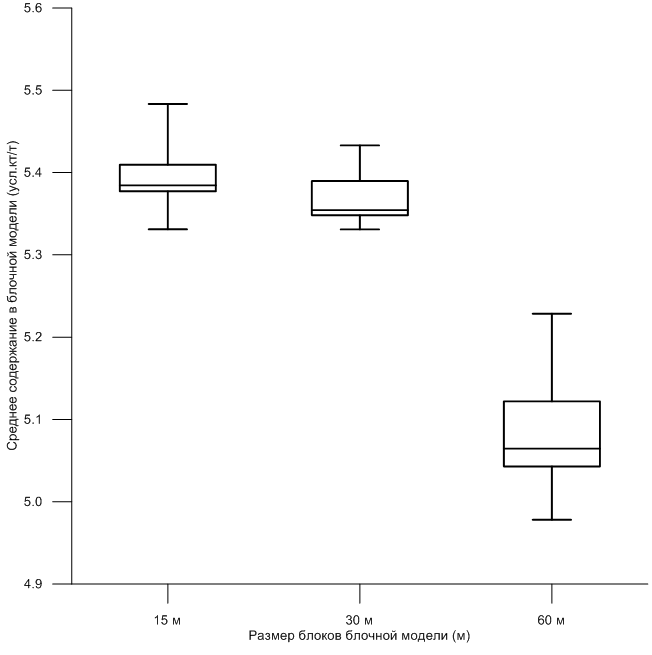 Среднее содержание в блочной модели (усл.кт/т)
5.6
5.5
5.4
5.3
5.2
5.1
5.0
4.9
15 м 30 м 60 м
Размер блоков блочной модели (м)